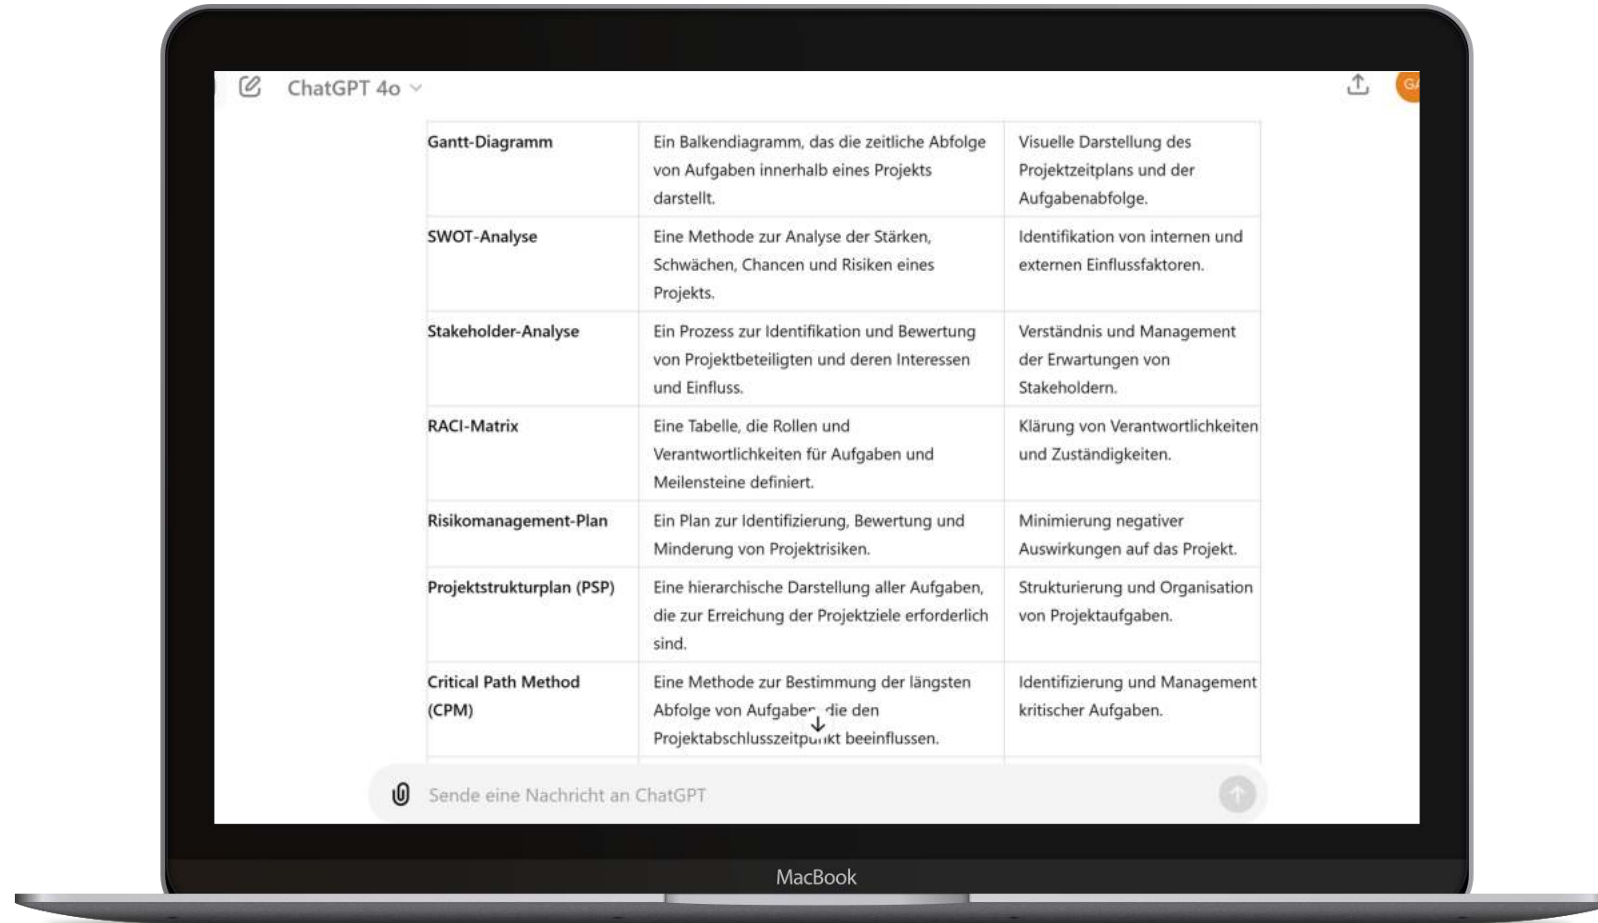 ChatGPT 4o
GA
Gantt-Diagramm
Ein Balkendiagramm, das die zeitliche Abfolge
von Aufgaben innerhalb eines Projekts
darstellt.
Visuelle Darstellung des
Projektzeitplans und der
Aufgabenabfolge.
SWOT-Analyse
Eine Methode zur Analyse der Stärken,
Schwächen, Chancen und Risiken eines
Projekts.
Identifikation von internen und
externen Einflussfaktoren.
Stakeholder-Analyse
Ein Prozess zur Identifikation und Bewertung
von Projektbeteiligten und deren Interessen
und Einfluss.
Verständnis und Management
der Erwartungen von
Stakeholdern.
RACI-Matrix
Eine Tabelle, die Rollen und
Verantwortlichkeiten für Aufgaben und
Meilensteine definiert.
Klärung von Verantwortlichkeiten
und Zuständigkeiten.
Risikomanagement-Plan
Ein Plan zur Identifizierung, Bewertung und
Minderung von Projektrisiken.
Minimierung negativer
Auswirkungen auf das Projekt.
Projektstrukturplan (PSP)
Eine hierarchische Darstellung aller Aufgaben,
die zur Erreichung der Projektziele erforderlich
sind.
Strukturierung und Organisation
von Projektaufgaben.
Critical Path Method
(CPM)
Eine Methode zur Bestimmung der längsten
Abfolge von Aufgaben, die den
Projektabschlusszeitpunkt beeinflussen.
Identifizierung und Management
kritischer Aufgaben.
Sende eine Nachricht an ChatGPT
MacBook